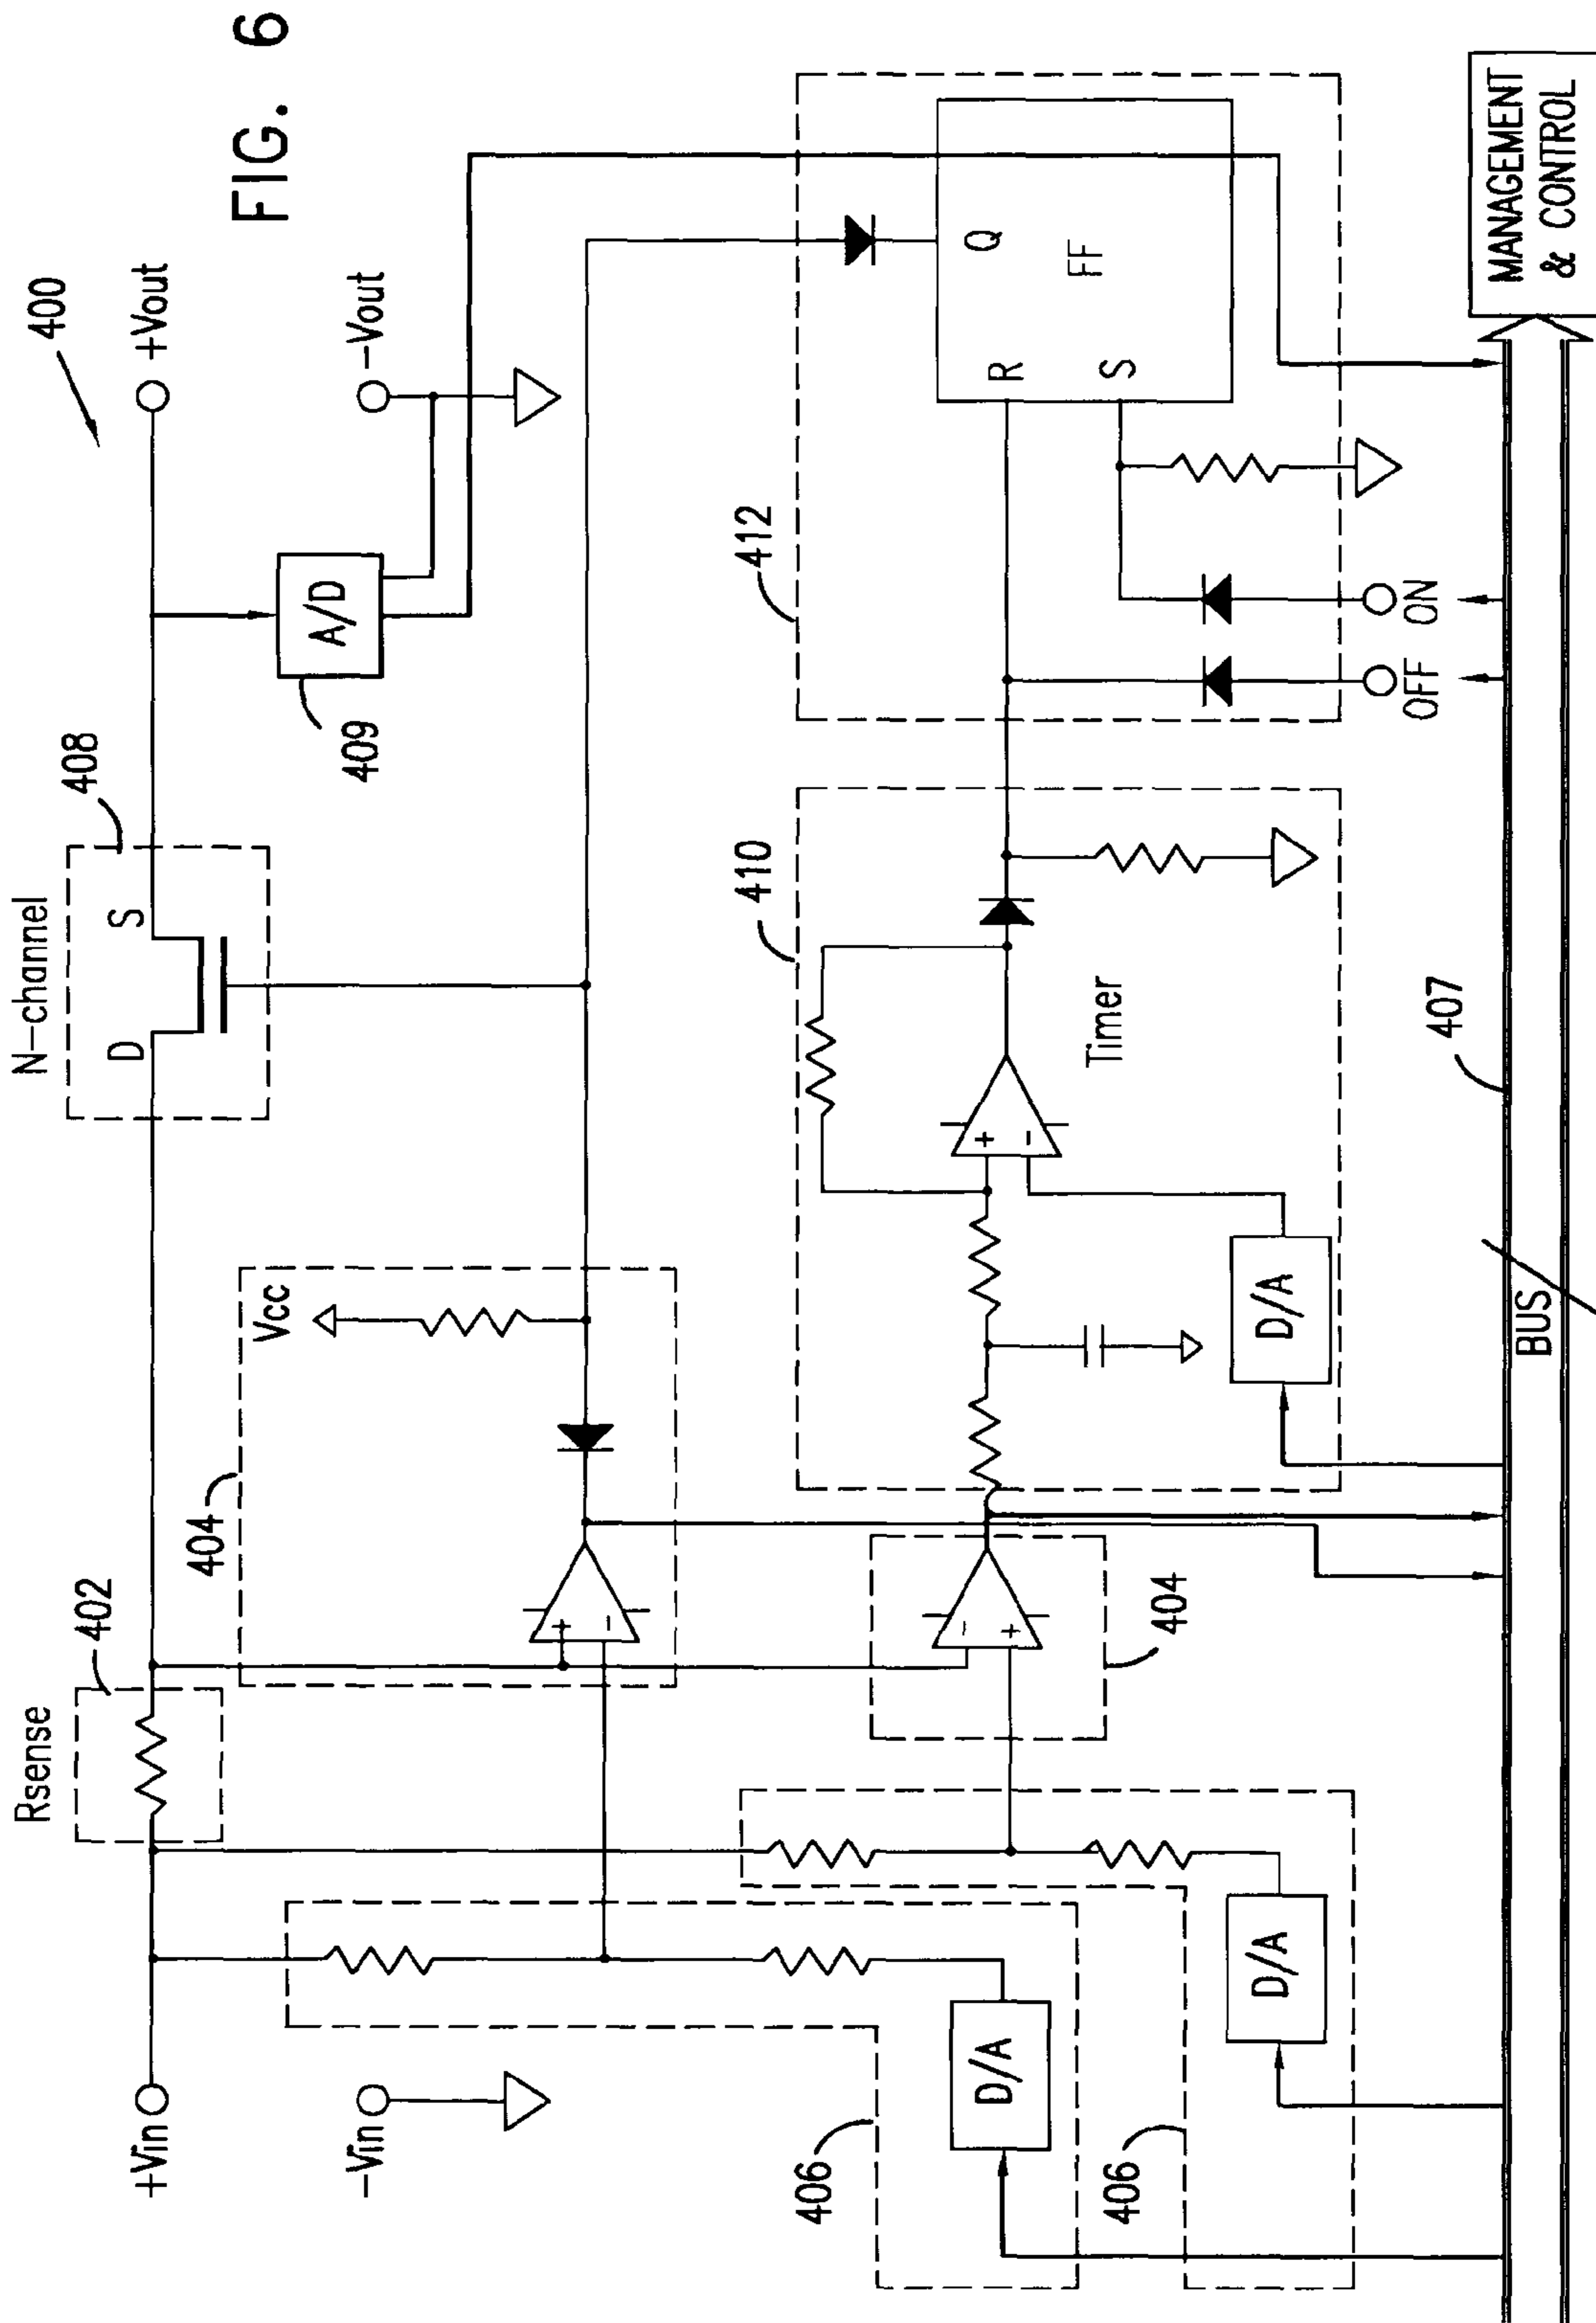 FIG. 6
400
N-channel
408
Rsense
402
D
S
+Vin
+Vout
-Vin
-Vout
404
Vcc
A/D
409
+
-
406
D/A
-
+
404
410
Timer
+
-
D/A
412
Q
FF
R
S
OFF
ON
406
D/A
407
BUS
MANAGEMENT
& CONTROL